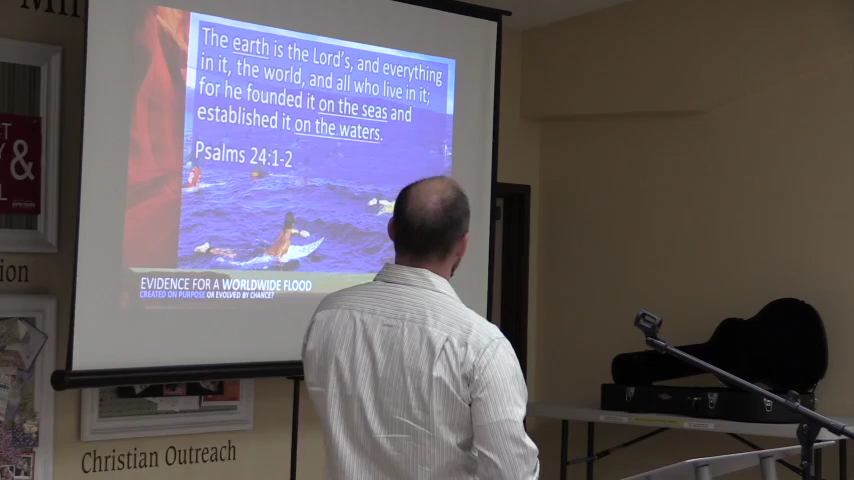 The earth is the Lord's, and everything
in it, the world, and all who live in it;
for he founded it on the seas and
established it on the waters.
Psalms 24:1-2
EVIDENCE FOR A WORLDWIDE FLOOD
CREATED ON PURPOSE OR EVOLVED BY CHANCE?
&
Christian Outreach